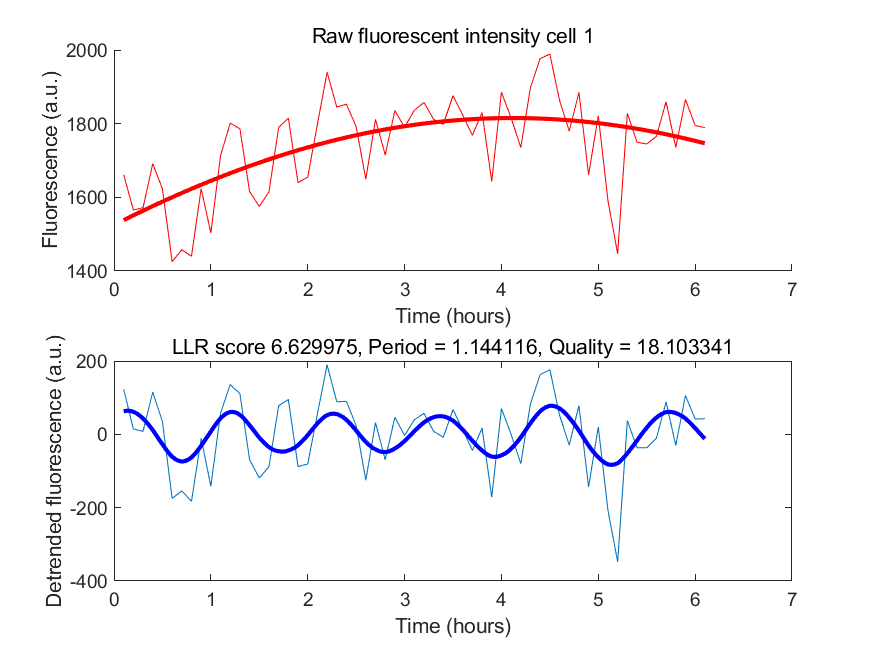 Raw fluorescent intensity cell 1
2000
1800
1600
1400
Fluorescence (a.u.)
0 1 2 3 4 5 6 7
Time (hours)
LLR score 6.629975, Period = 1.144116, Quality = 18.103341
200
0
-200
-400
Detrended fluorescence (a.u.)
0 1 2 3 4 5 6 7
Time (hours)